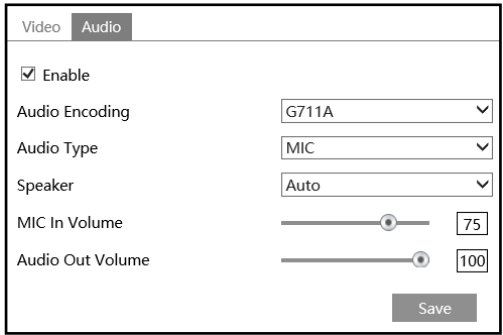 Video Audio
Enable
Audio Encoding G711A
Audio Type MIC
Speaker Auto
MIC In Volume 75
Audio Out Volume 100
Save